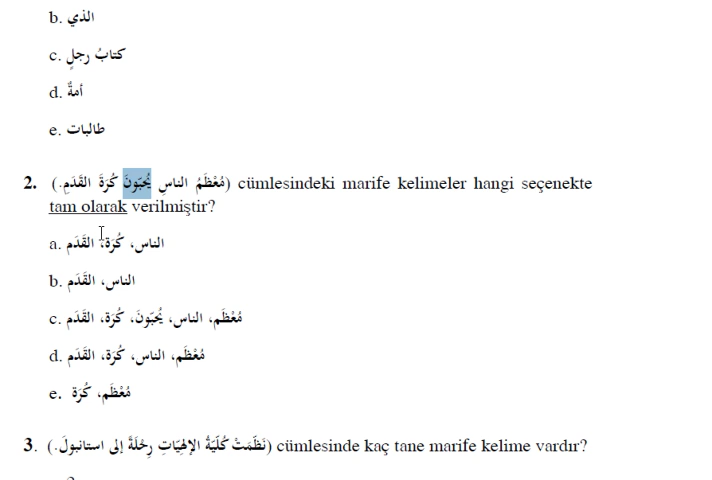 b. الذي
c. كتابُ رجلٍ
d. أمةٌ
e. طالبات
2. (مُعْظَمُ الناسِ يُحِبّونَ كُرَةَ القَدَمِ.) cümlesindeki marife kelimeler hangi seçenekte
tam olarak verilmiştir?
a. الناس، كُرَة، القَدَم
b. الناس، القَدَم
c. مُعْظَم، الناس، يُحِبّونَ، كُرَة، القَدَم
d. مُعْظَم، الناس، كُرَة، القَدَم
e. مُعْظَم، كُرَة
3. (نَظَّمَتْ كُلّيَةُ الإلهِيّاتِ رِحْلَةً إلى استانبولَ.) cümlesinde kaç tane marife kelime vardır?